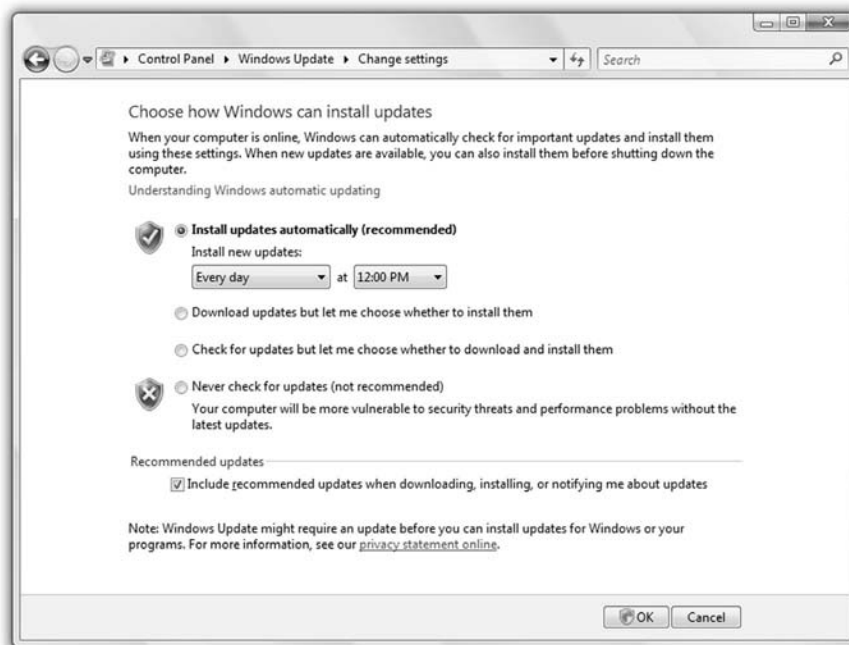 Control Panel Windows Update Change settings
Search
Choose how Windows can install updates
When your computer is online, Windows can automatically check for important updates and install them
using these settings. When new updates are available, you can also install them before shutting down the
computer.
Understanding Windows automatic updating
Install updates automatically (recommended)
Install new updates:
Every day at 12:00 PM
Download updates but let me choose whether to install them
Check for updates but let me choose whether to download and install them
Never check for updates (not recommended)
Your computer will be more vulnerable to security threats and performance problems without the
latest updates.
Recommended updates
Include recommended updates when downloading, installing, or notifying me about updates
Note: Windows Update might require an update before you can install updates for Windows or your
programs. For more information, see our privacy statement online.
OK Cancel